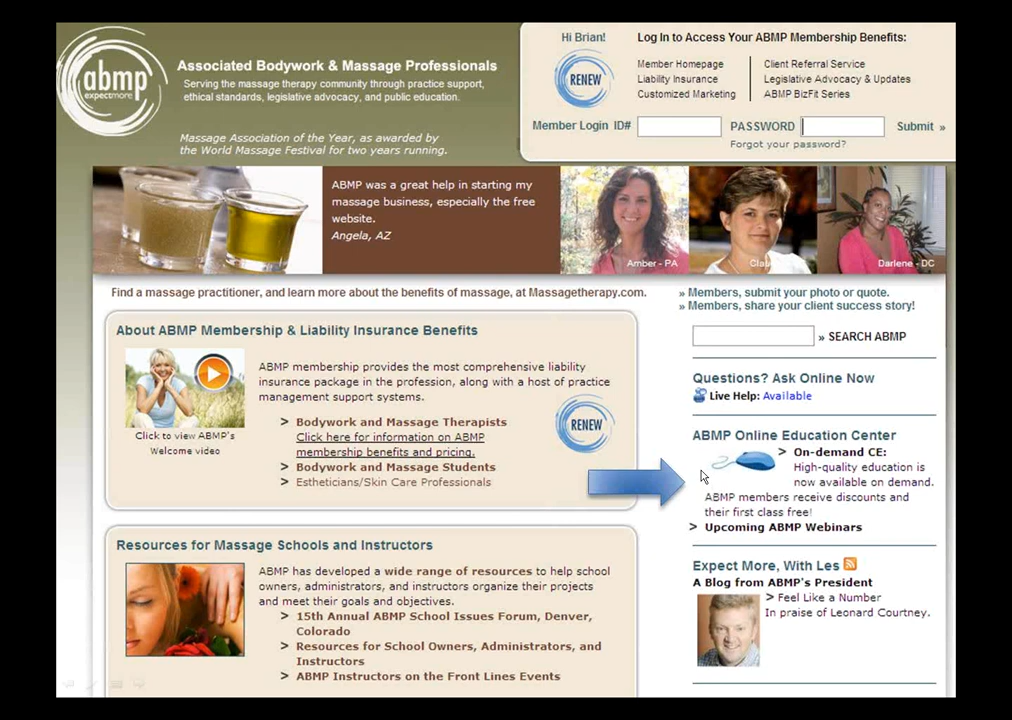 abmp
expectmore
Associated Bodywork & Massage Professionals
Serving the massage therapy community through practice support,
ethical standards, legislative advocacy, and public education.
Massage Association of the Year, as awarded by
the World Massage Festival for two years running.
Hi Brian!
RENEW
Log In to Access Your ABMP Membership Benefits:
Member Homepage
Liability Insurance
Customized Marketing
Client Referral Service
Legislative Advocacy & Updates
ABMP BizFit Series
Member Login ID# PASSWORD Submit »
Forgot your password?
ABMP was a great help in starting my
massage business, especially the free
website.
Angela, AZ
Amber - PA
Darlene - DC
Find a massage practitioner, and learn more about the benefits of massage, at Massagetherapy.com.
» Members, submit your photo or quote.
» Members, share your client success story!
» SEARCH ABMP
About ABMP Membership & Liability Insurance Benefits
Click to view ABMP's
Welcome video
ABMP membership provides the most comprehensive liability
insurance package in the profession, along with a host of practice
management support systems.
> Bodywork and Massage Therapists
Click here for information on ABMP
membership benefits and pricing.
> Bodywork and Massage Students
> Estheticians/Skin Care Professionals
RENEW
Questions? Ask Online Now
Live Help: Available
ABMP Online Education Center
> On-demand CE:
High-quality education is
now available on demand.
ABMP members receive discounts and
their first class free!
> Upcoming ABMP Webinars
Resources for Massage Schools and Instructors
ABMP has developed a wide range of resources to help school
owners, administrators, and instructors organize their projects
and meet their goals and objectives.
> 15th Annual ABMP School Issues Forum, Denver,
Colorado
> Resources for School Owners, Administrators, and
Instructors
> ABMP Instructors on the Front Lines Events
Expect More, With Les
A Blog from ABMP's President
> Feel Like a Number
In praise of Leonard Courtney.